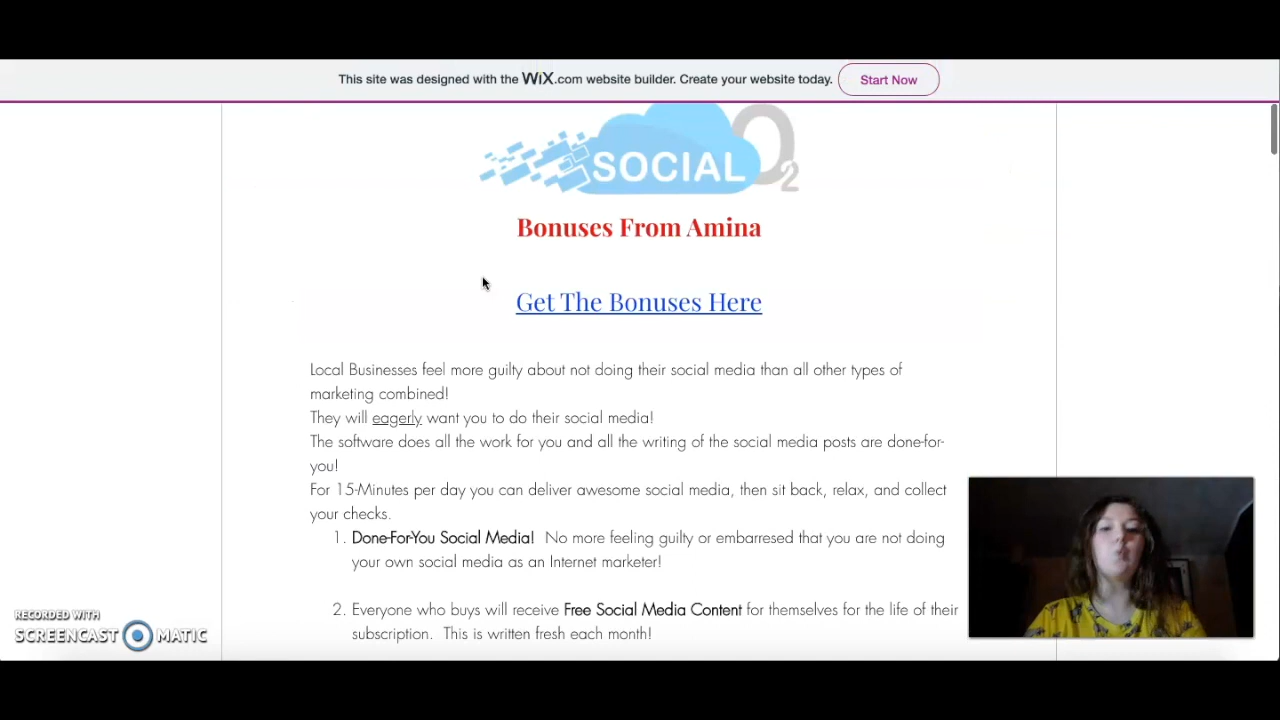 This site was designed with the WiX.com website builder. Create your website today. Start Now
SOCIAL O2
Bonuses From Amina
Get The Bonuses Here
Local Businesses feel more guilty about not doing their social media than all other types of
marketing combined!
They will eagerly want you to do their social media!
The software does all the work for you and all the writing of the social media posts are done-for-
you!
For 15-Minutes per day you can deliver awesome social media, then sit back, relax, and collect
your checks.
1. Done-For-You Social Media! No more feeling guilty or embarresed that you are not doing
your own social media as an Internet marketer!
2. Everyone who buys will receive Free Social Media Content for themselves for the life of their
subscription. This is written fresh each month!
RECORDED WITH
SCREENCAST MATIC